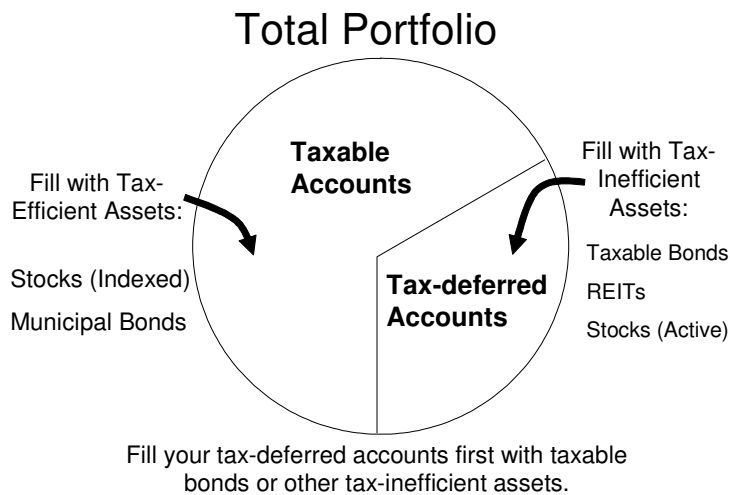 Total Portfolio
Taxable
Accounts
Fill with Tax-
Efficient Assets:
Stocks (Indexed)
Municipal Bonds
Fill with Tax-
Inefficient
Assets:
Taxable Bonds
REITs
Stocks (Active)
Tax-deferred
Accounts
Fill your tax-deferred accounts first with taxable
bonds or other tax-inefficient assets.